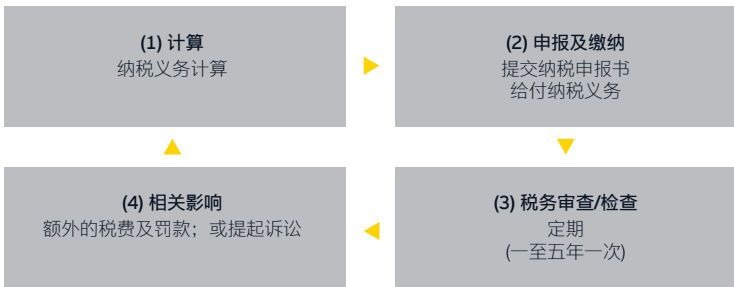 (1) 计算
纳税义务计算
(2) 申报及缴纳
提交纳税申报书
给付纳税义务
(3) 税务审查/检查
定期
(一至五年一次)
(4) 相关影响
额外的税费及罚款；或提起诉讼